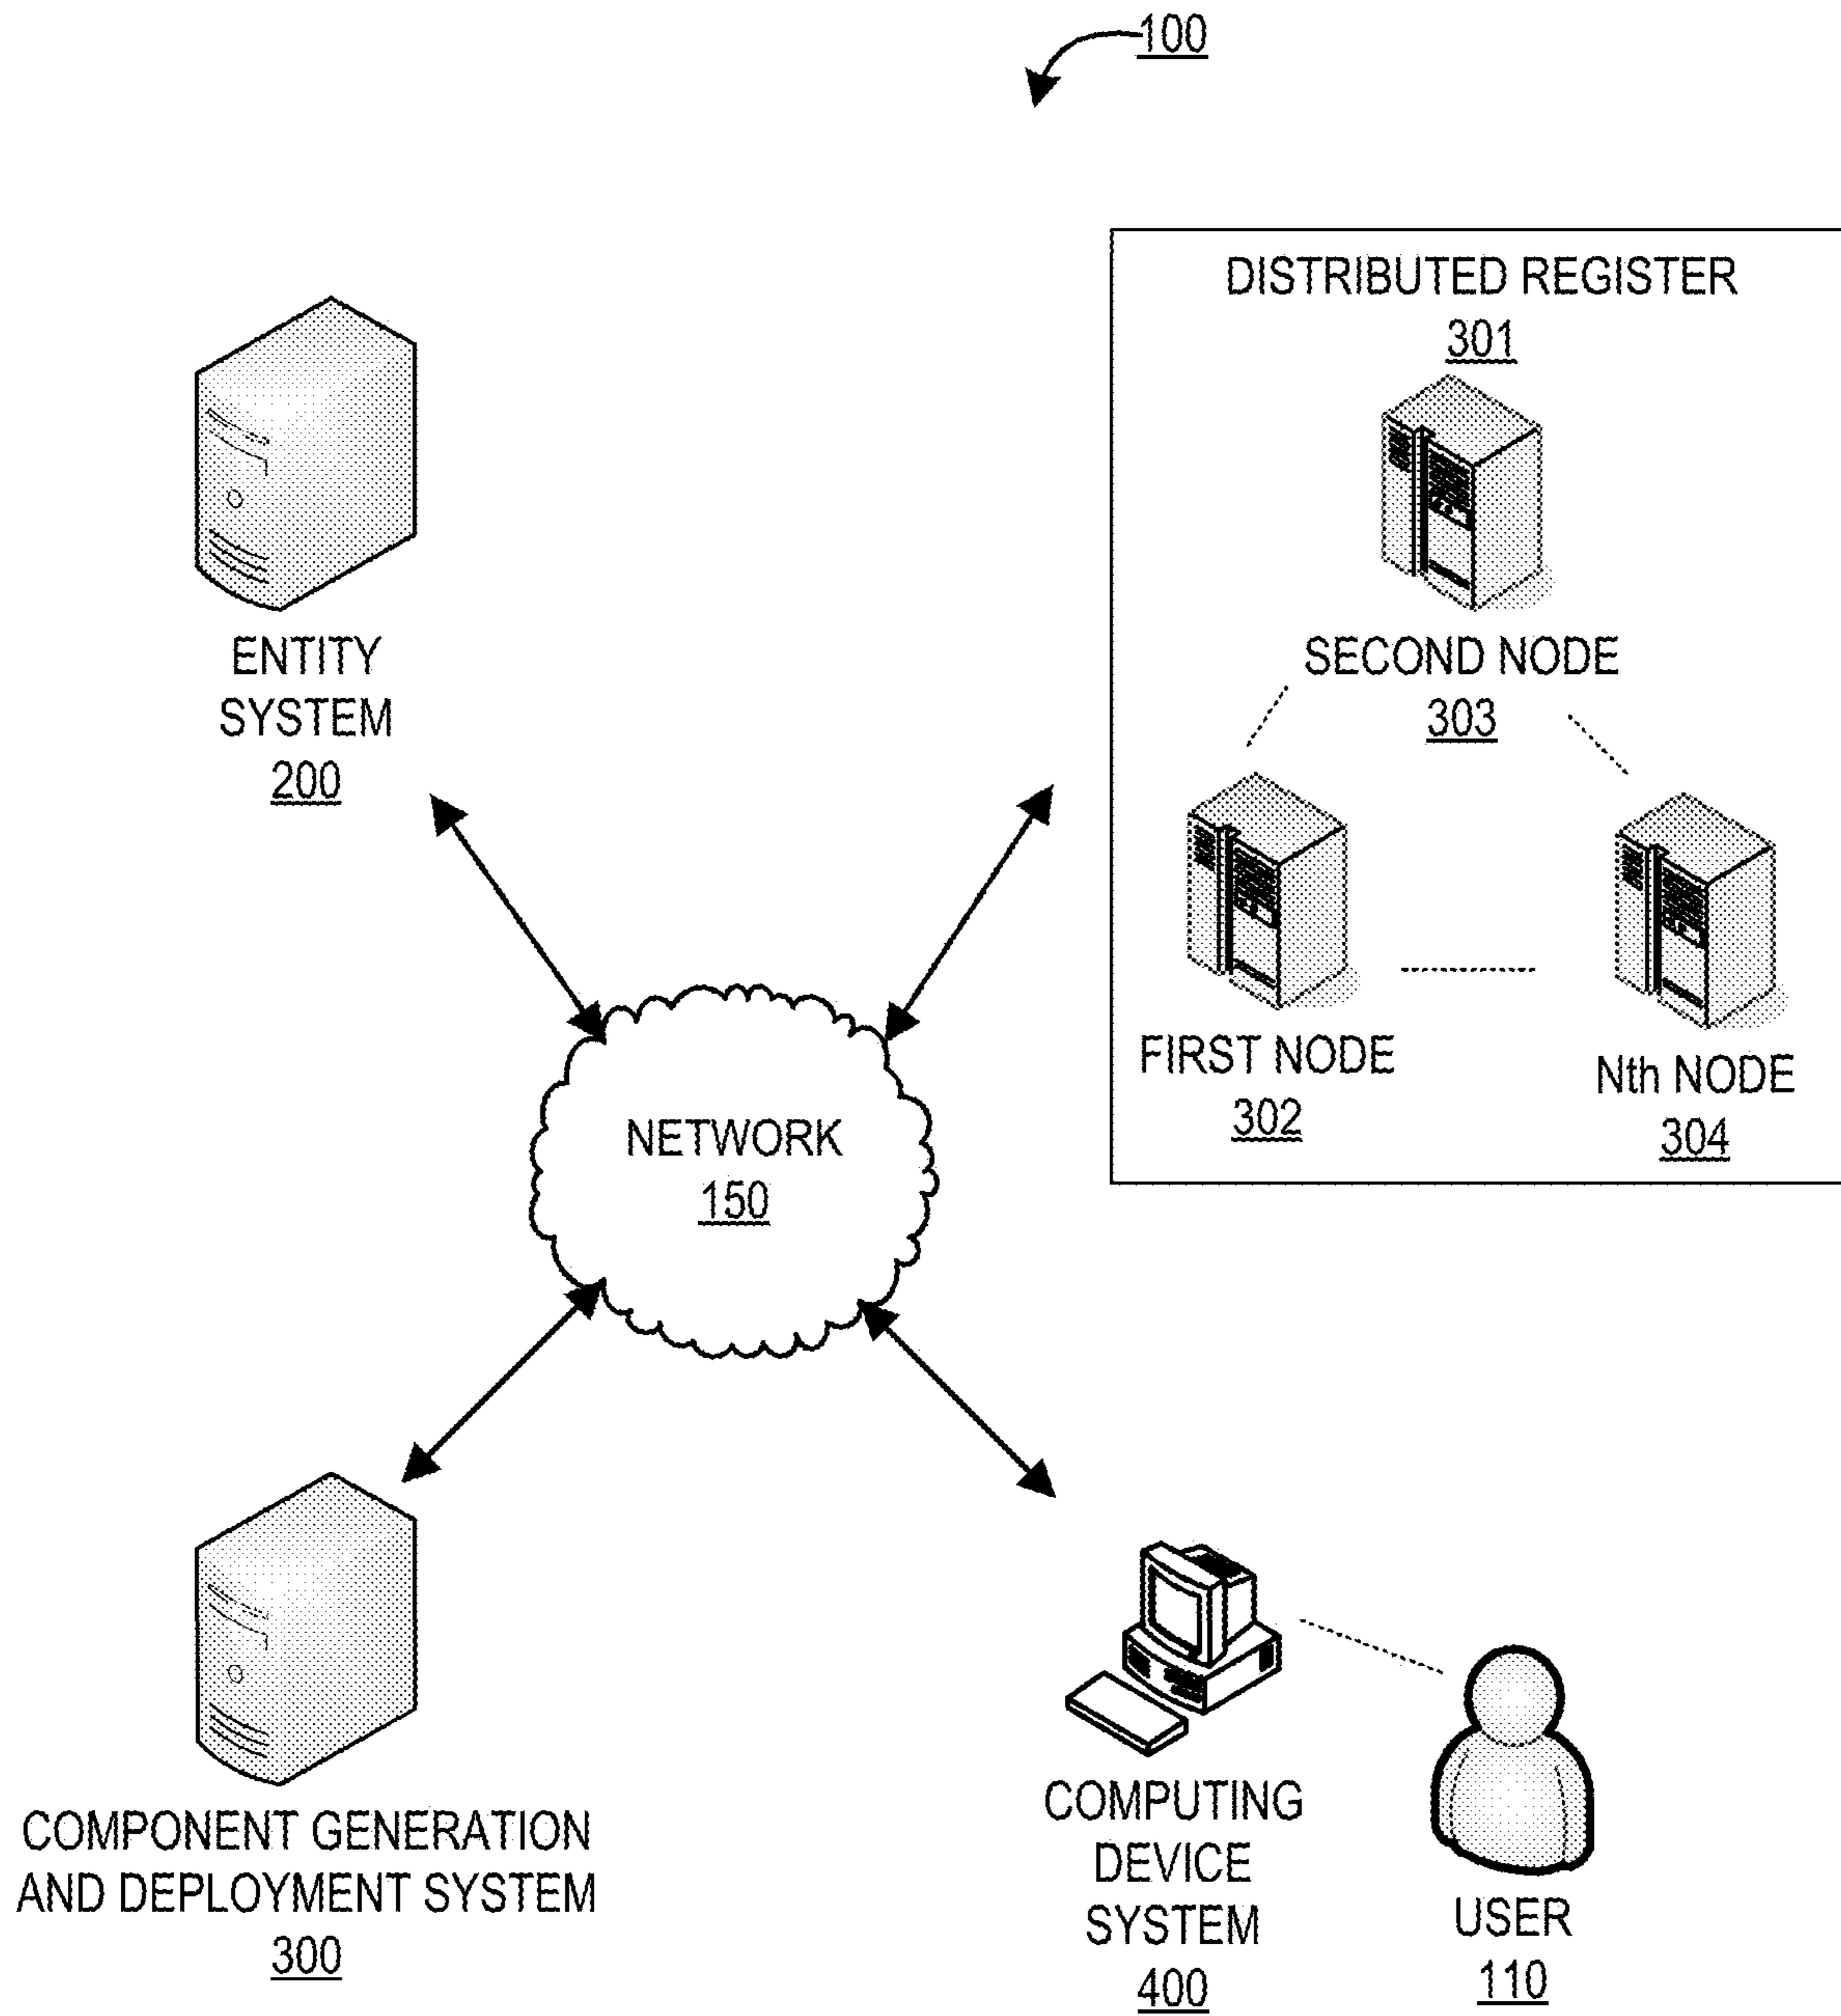 100
DISTRIBUTED REGISTER
301
ENTITY
SYSTEM
200
SECOND NODE
303
FIRST NODE
302
Nth NODE
304
NETWORK
150
COMPONENT GENERATION
AND DEPLOYMENT SYSTEM
300
COMPUTING
DEVICE
SYSTEM
400
USER
110